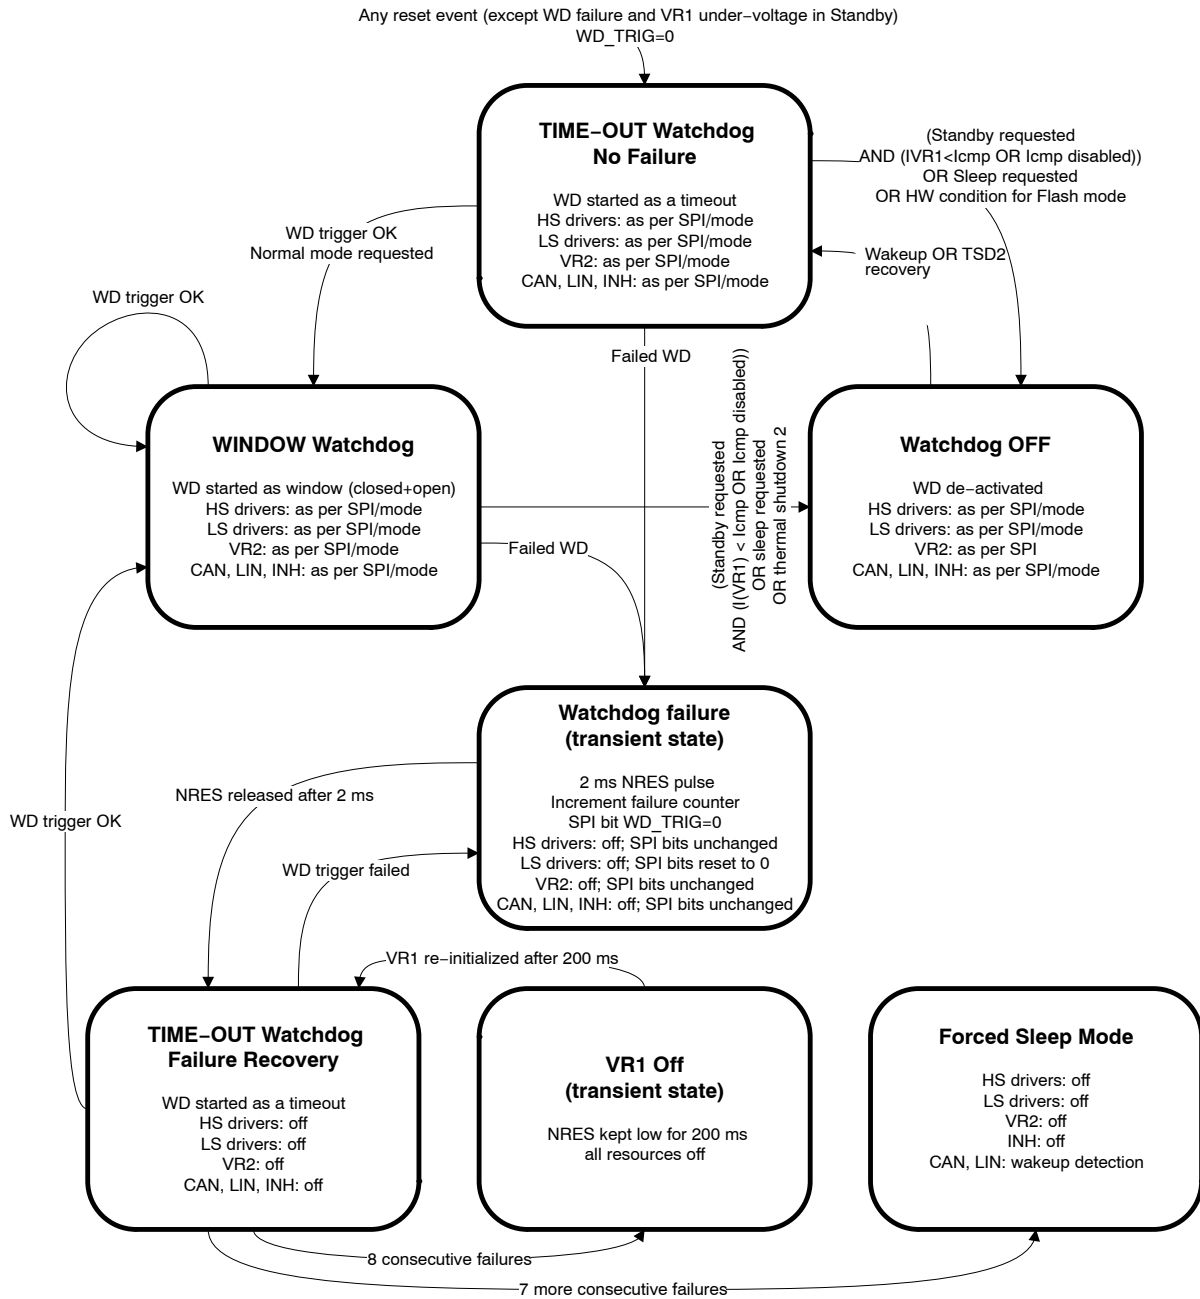 Any reset event (except WD failure and VR1 under−voltage in Standby)
WD_TRIG=0
TIME−OUT Watchdog
No Failure
WD started as a timeout
HS drivers: as per SPI/mode
LS drivers: as per SPI/mode
VR2: as per SPI/mode
CAN, LIN, INH: as per SPI/mode
(Standby requested
AND (IVR1<Icmp OR Icmp disabled))
OR Sleep requested
OR HW condition for Flash mode
WD trigger OK
Normal mode requested
Wakeup OR TSD2
recovery
WD trigger OK
Failed WD
WINDOW Watchdog
WD started as window (closed+open)
HS drivers: as per SPI/mode
LS drivers: as per SPI/mode
VR2: as per SPI/mode
CAN, LIN, INH: as per SPI/mode
(Standby requested
AND (I(VR1) < Icmp OR Icmp disabled))
OR sleep requested
OR thermal shutdown 2
Watchdog OFF
WD de−activated
HS drivers: as per SPI/mode
LS drivers: as per SPI/mode
VR2: as per SPI
CAN, LIN, INH: as per SPI/mode
Failed WD
Watchdog failure
(transient state)
2 ms NRES pulse
Increment failure counter
SPI bit WD_TRIG=0
HS drivers: off; SPI bits unchanged
LS drivers: off; SPI bits reset to 0
VR2: off; SPI bits unchanged
CAN, LIN, INH: off; SPI bits unchanged
NRES released after 2 ms
WD trigger OK
WD trigger failed
VR1 re−initialized after 200 ms
TIME−OUT Watchdog
Failure Recovery
WD started as a timeout
HS drivers: off
LS drivers: off
VR2: off
CAN, LIN, INH: off
VR1 Off
(transient state)
NRES kept low for 200 ms
all resources off
Forced Sleep Mode
HS drivers: off
LS drivers: off
VR2: off
INH: off
CAN, LIN: wakeup detection
8 consecutive failures
7 more consecutive failures